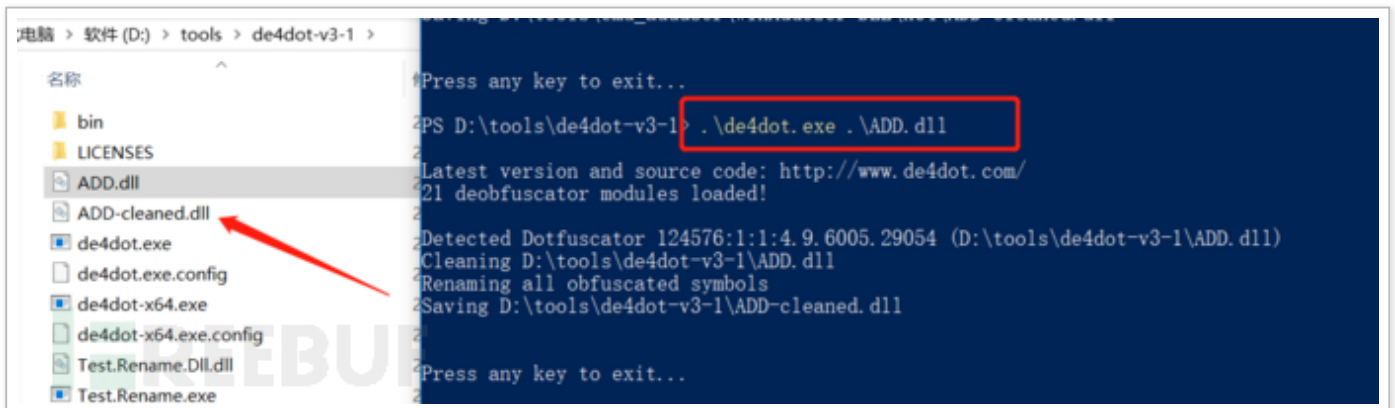 电脑 > 软件 (D:) > tools > de4dot-v3-1 >
名称
bin
LICENSES
ADD.dll
ADD-cleaned.dll
de4dot.exe
de4dot.exe.config
de4dot-x64.exe
de4dot-x64.exe.config
Test.Rename.Dll.dll
Test.Rename.exe
Press any key to exit...
PS D:\tools\de4dot-v3-1> .\de4dot.exe .\ADD.dll
Latest version and source code: http://www.de4dot.com/
21 deobfuscator modules loaded!
Detected Dotfuscator 124576:1:1:4.9.6005.29054 (D:\tools\de4dot-v3-1\ADD.dll)
Cleaning D:\tools\de4dot-v3-1\ADD.dll
Renaming all obfuscated symbols
Saving D:\tools\de4dot-v3-1\ADD-cleaned.dll
Press any key to exit...
REEBU